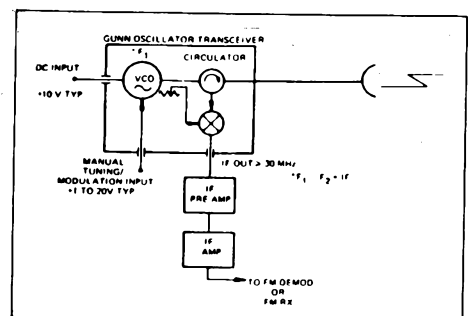 GUNN OSCILLATOR TRANSCEIVER
*F1
CIRCULATOR
DC INPUT
VCO
+10 V TYP
MANUAL
TUNING/
MODULATION INPUT
+1 TO 20V TYP
IF OUT > 30 MHz
*F1 F2 = IF
IF
PRE AMP
IF
AMP
TO FM DEMOD
OR
FM RX